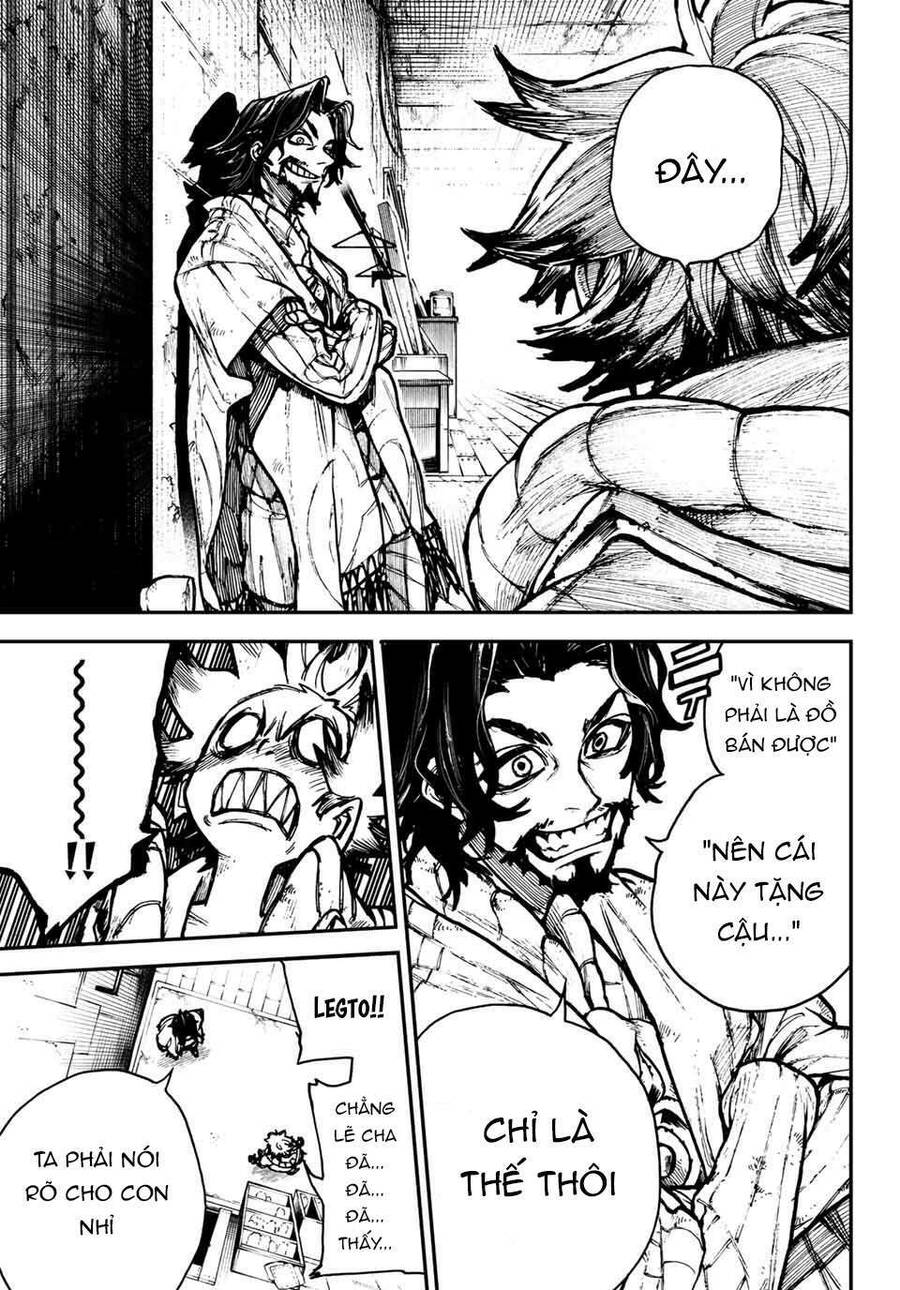 ĐÂY...
"VÌ KHÔNG
PHẢI LÀ ĐỒ
BÁN ĐƯỢC"
"NÊN CÁI
NÀY TẶNG
CẬU..."
CHỈ LÀ
THẾ THÔI
!!
LEGTO!!
CHẲNG
LẼ CHA
ĐÃ...
ĐÃ...
ĐÃ...
THẤY...
TA PHẢI NÓI
RÕ CHO CON
NHỈ